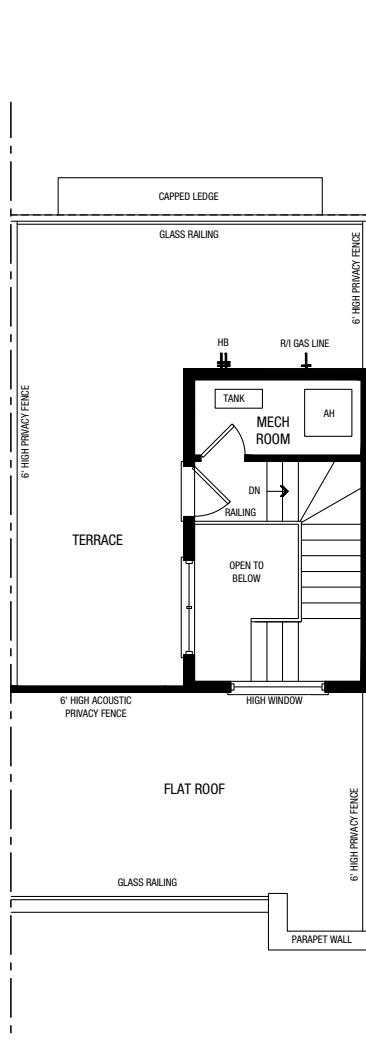 CAPPED LEDGE
GLASS RAILING
6' HIGH PRIVACY FENCE
HB
R/I GAS LINE
6' HIGH PRIVACY FENCE
TANK
AH
MECH
ROOM
DN
RAILING
TERRACE
OPEN TO
BELOW
6' HIGH ACOUSTIC
PRIVACY FENCE
HIGH WINDOW
FLAT ROOF
6' HIGH PRIVACY FENCE
GLASS RAILING
PARAPET WALL